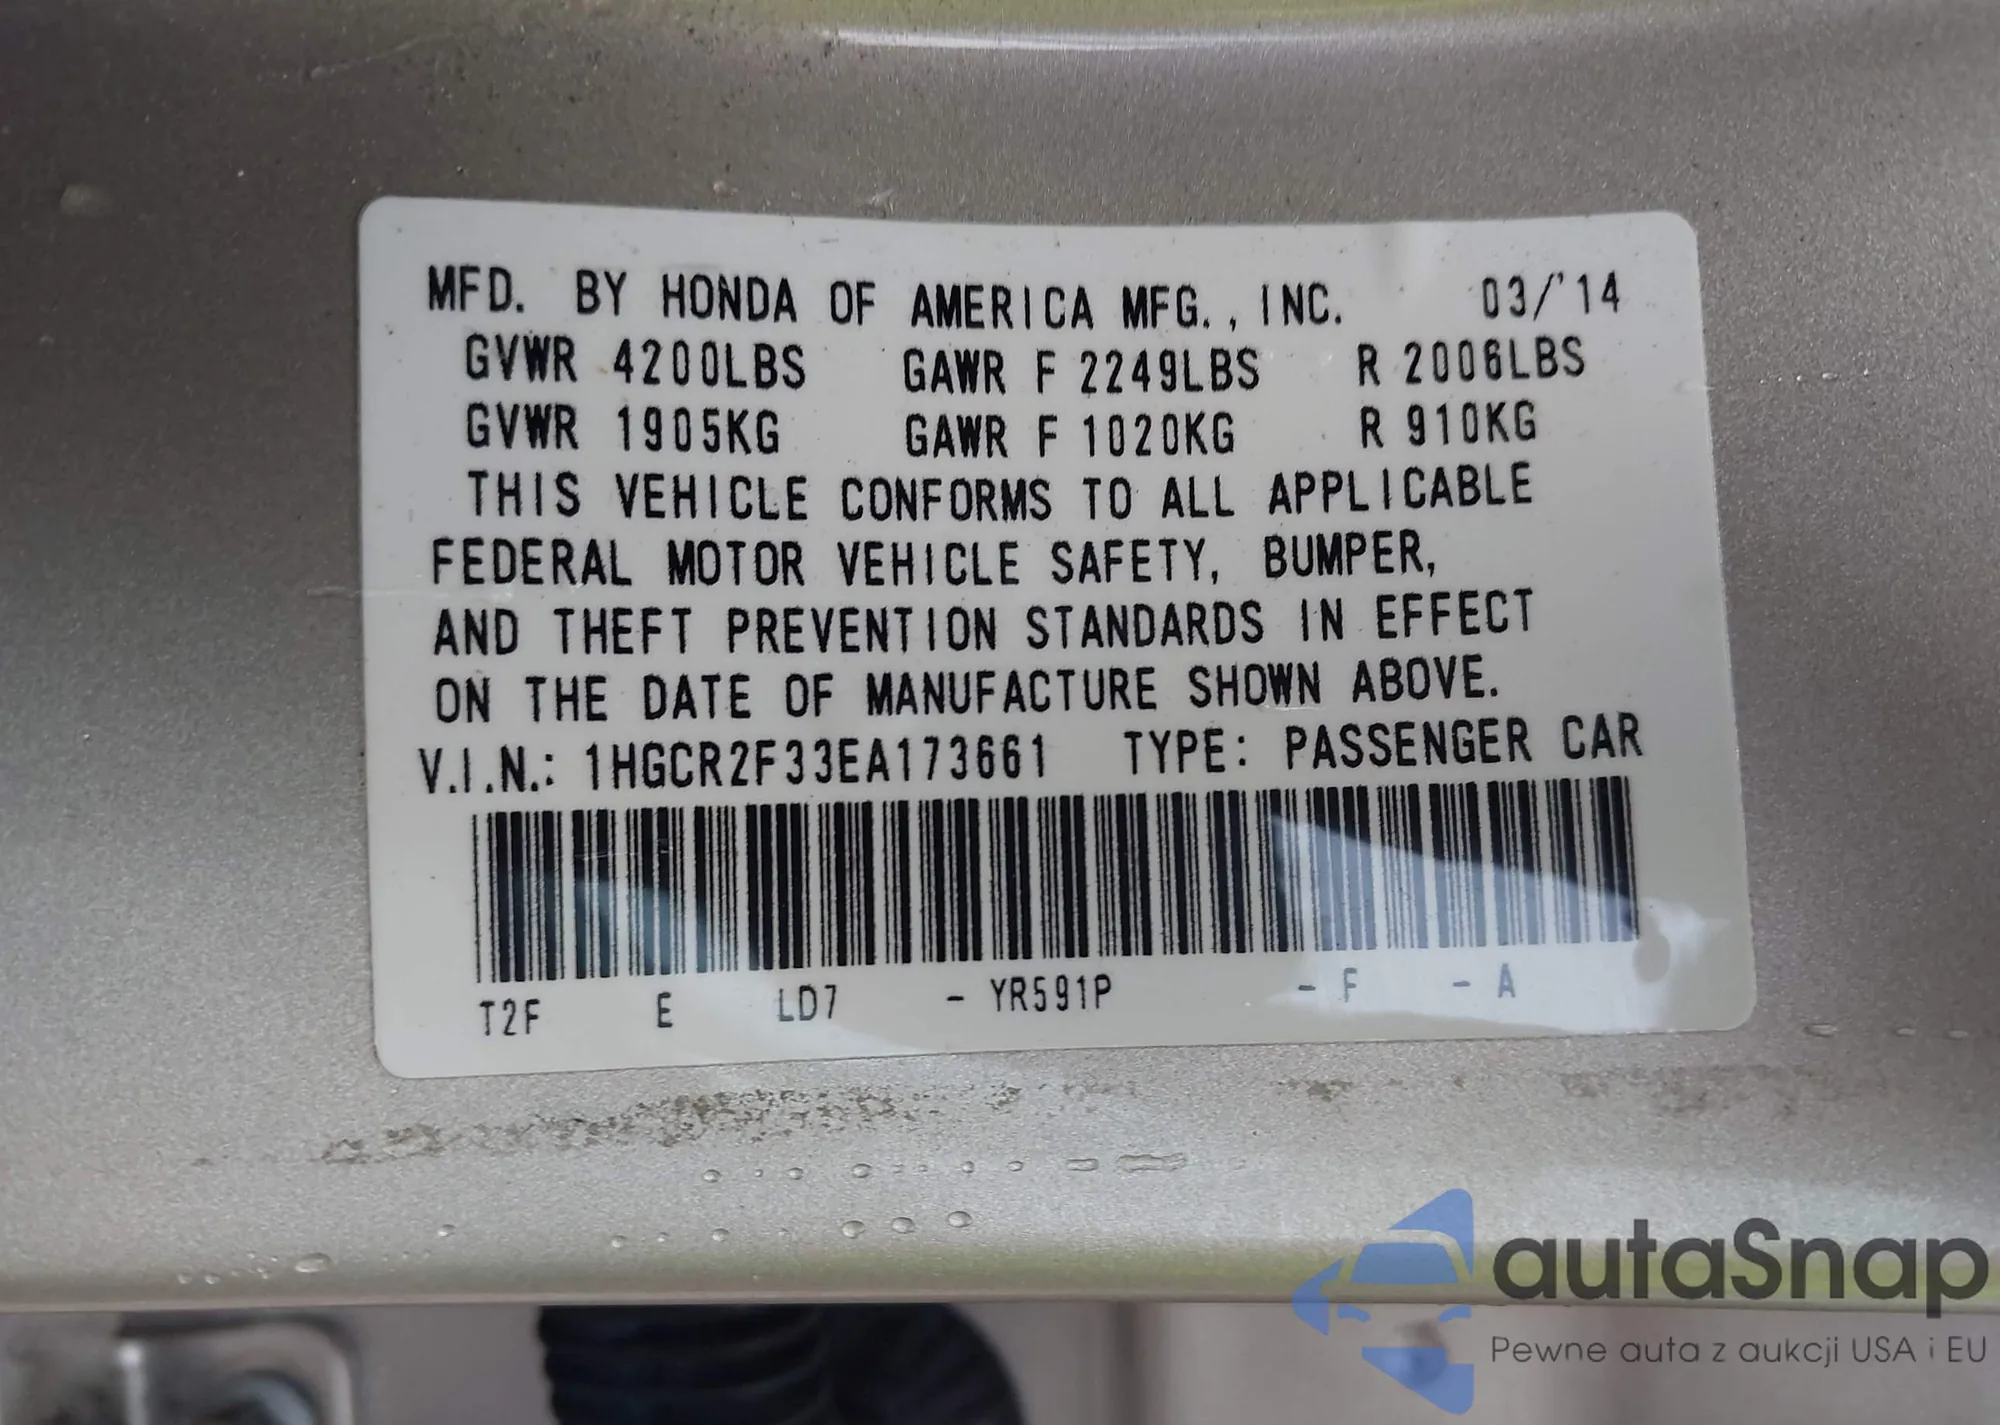 MFD. BY HONDA OF AMERICA MFG., INC. 03/'14
GVWR 4200LBS GAWR F 2249LBS R 2006LBS
GVWR 1905KG GAWR F 1020KG R 910KG
THIS VEHICLE CONFORMS TO ALL APPLICABLE
FEDERAL MOTOR VEHICLE SAFETY, BUMPER,
AND THEFT PREVENTION STANDARDS IN EFFECT
ON THE DATE OF MANUFACTURE SHOWN ABOVE.
V.I.N.: 1HGCR2F33EA173661 TYPE: PASSENGER CAR
T2F E LD7 - YR591P - F - A
autaSnap
Pewne auta z aukcji USA i EU